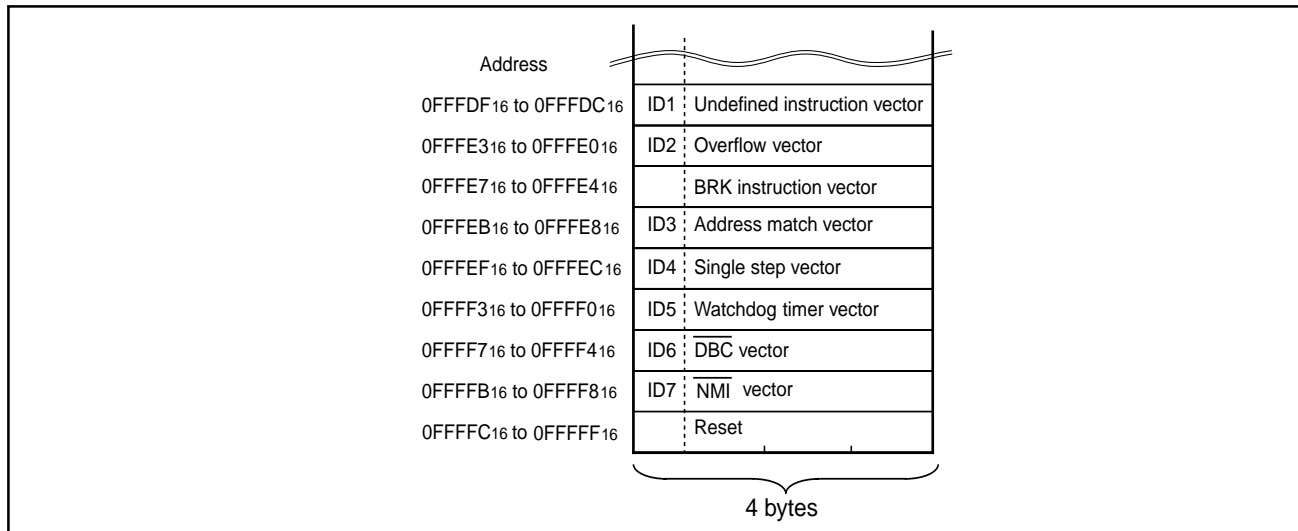 Address
0FFFDF16 to 0FFFDC16 ID1 Undefined instruction vector
0FFFE316 to 0FFFE016 ID2 Overflow vector
0FFFE716 to 0FFFE416 BRK instruction vector
0FFFEB16 to 0FFFE816 ID3 Address match vector
0FFFEF16 to 0FFFEC16 ID4 Single step vector
0FFFF316 to 0FFFF016 ID5 Watchdog timer vector
0FFFF716 to 0FFFF416 ID6 DBC vector
0FFFFB16 to 0FFFF816 ID7 NMI vector
0FFFFC16 to 0FFFFF16 Reset
4 bytes